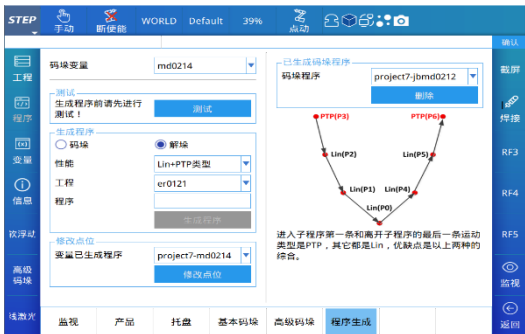 STEP
手动
断使能
WORLD
Default
39%
点动
确认
工程
程序
变量
信息
软浮动
高级
码垛
线激光
码垛变量
md0214
测试
生成程序前请先进行
测试！
测试
生成程序
码垛
解垛
性能
Lin+PTP类型
工程
er0121
程序
生成程序
修改点位
变量已生成程序
project7-md0214
修改点位
已生成码垛程序
码垛程序
project7-jbmd0212
删除
PTP(P3)
PTP(P6)
Lin(P2)
Lin(P5)
Lin(P1)
Lin(P4)
Lin(P0)
进入子程序第一条和离开子程序的最后一条运动
类型是PTP，其它都是Lin，优缺点是以上两种的
综合。
截屏
焊接
RF3
RF4
RF5
监视
返回
监视
产品
托盘
基本码垛
高级码垛
程序生成